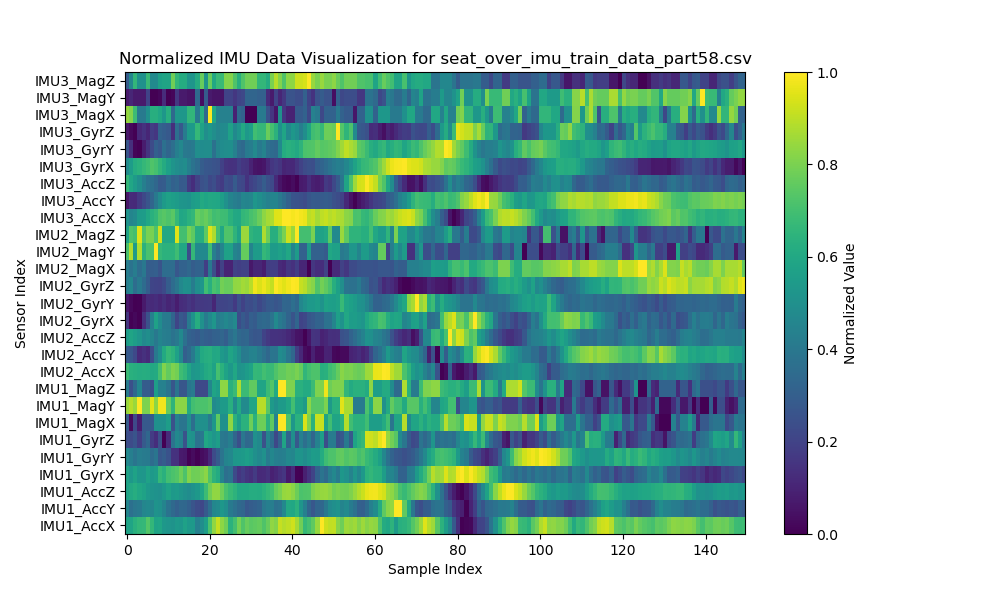 Normalized IMU Data Visualization for seat_over_imu_train_data_part58.csv
IMU3_MagZ
IMU3_MagY
IMU3_MagX
IMU3_GyrZ
IMU3_GyrY
IMU3_GyrX
IMU3_AccZ
IMU3_AccY
IMU3_AccX
IMU2_MagZ
IMU2_MagY
IMU2_MagX
IMU2_GyrZ
IMU2_GyrY
IMU2_GyrX
IMU2_AccZ
IMU2_AccY
IMU2_AccX
IMU1_MagZ
IMU1_MagY
IMU1_MagX
IMU1_GyrZ
IMU1_GyrY
IMU1_GyrX
IMU1_AccZ
IMU1_AccY
IMU1_AccX
Sensor Index
0 20 40 60 80 100 120 140
Sample Index
1.0
0.8
0.6
0.4
0.2
0.0
Normalized Value